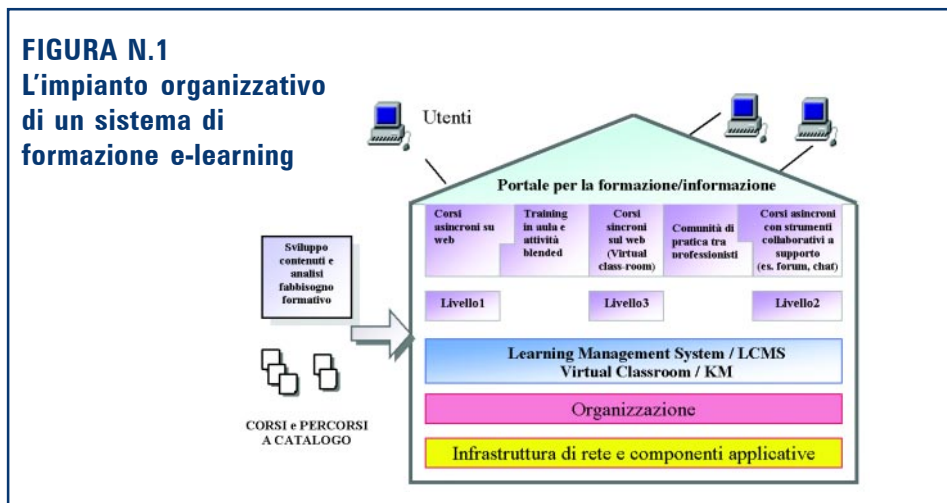 FIGURA N.1
L'impianto organizzativo
di un sistema di
formazione e-learning
Utenti
Portale per la formazione/informazione
Corsi
asincroni su
web
Training
in aula e
attività
blended
Corsi
sincroni
sul web
(Virtual
class-room)
Comunità di
pratica tra
professionisti
Corsi asincroni
con strumenti
collaborativi a
supporto
(es. forum, chat)
Sviluppo
contenuti e
analisi
fabbisogno
formativo
Livello1
Livello3
Livello2
Learning Management System / LCMS
Virtual Classroom / KM
Organizzazione
CORSI e PERCORSI
A CATALOGO
Infrastruttura di rete e componenti applicative